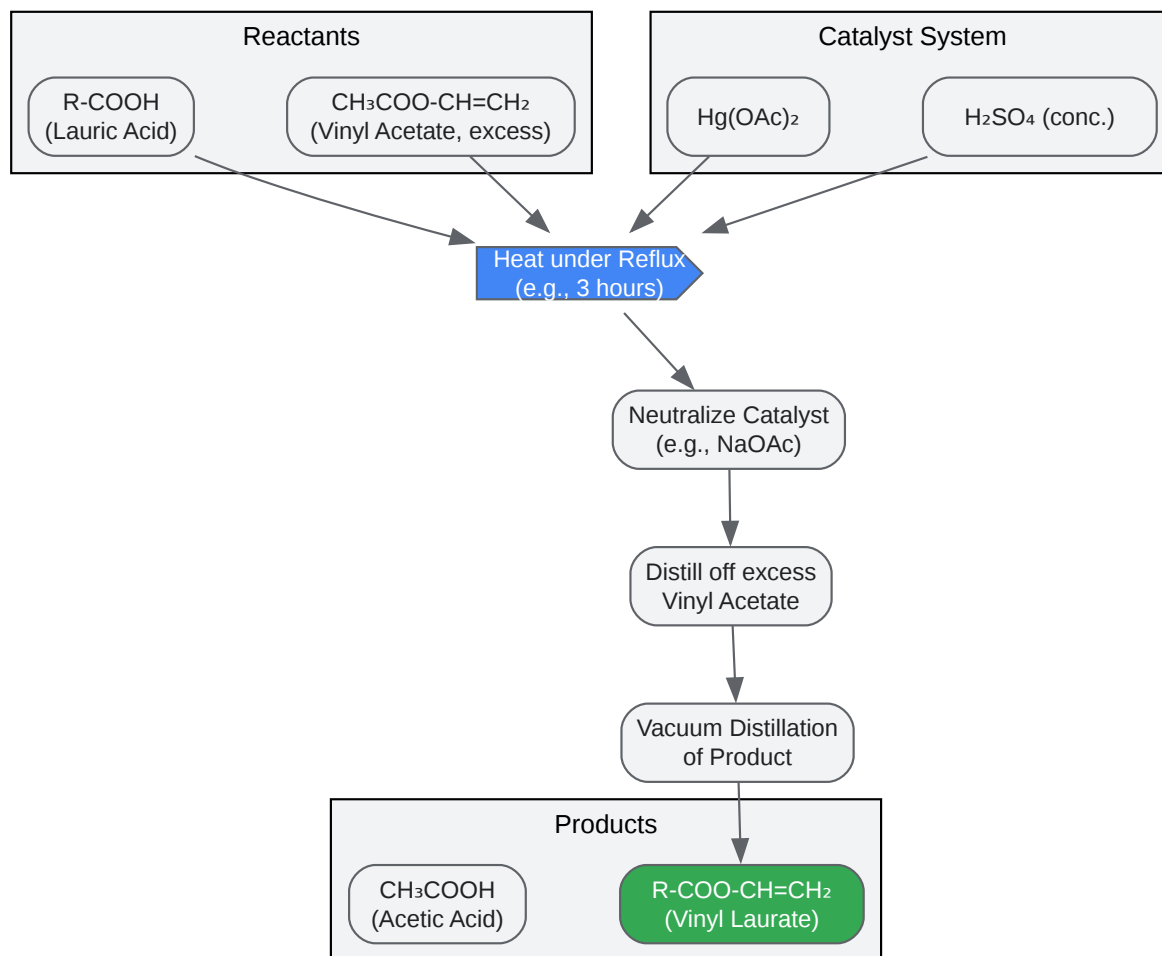 Reactants
R-COOH
(Lauric Acid)
CH₃COO-CH=CH₂
(Vinyl Acetate, excess)
Catalyst System
Hg(OAc)₂
H₂SO₄ (conc.)
Heat under Reflux
(e.g., 3 hours)
Neutralize Catalyst
(e.g., NaOAc)
Distill off excess
Vinyl Acetate
Vacuum Distillation
of Product
Products
CH₃COOH
(Acetic Acid)
R-COO-CH=CH₂
(Vinyl Laurate)